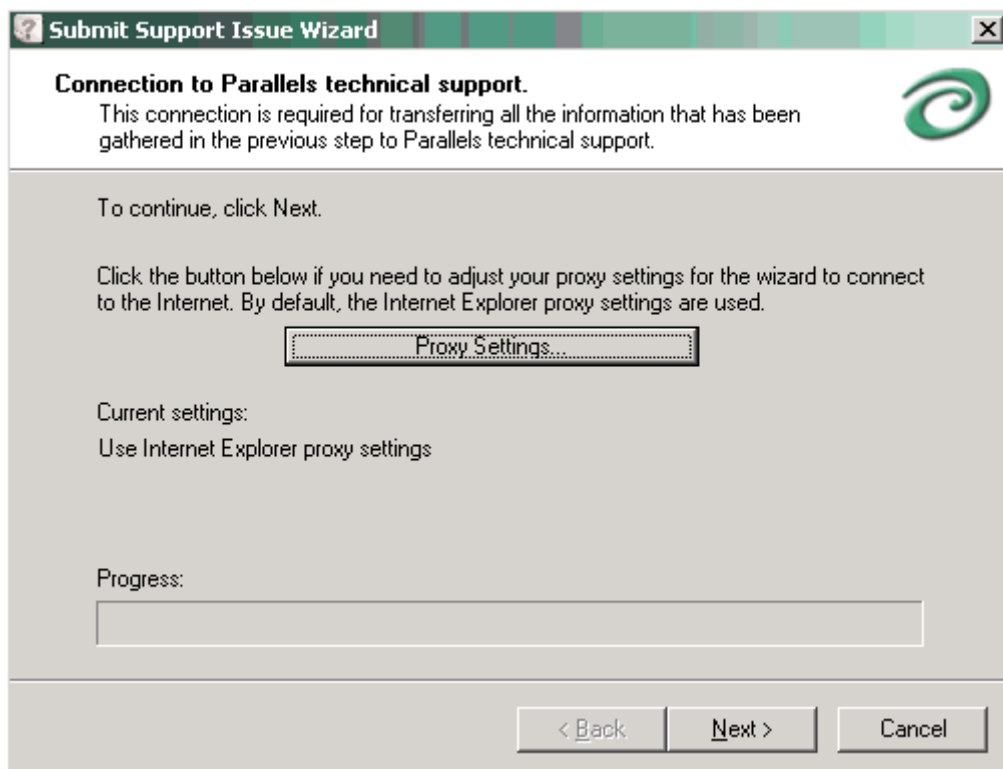 Submit Support Issue Wizard
Connection to Parallels technical support.
This connection is required for transferring all the information that has been
gathered in the previous step to Parallels technical support.
To continue, click Next.
Click the button below if you need to adjust your proxy settings for the wizard to connect
to the Internet. By default, the Internet Explorer proxy settings are used.
Proxy Settings...
Current settings:
Use Internet Explorer proxy settings
Progress:
< Back Next > Cancel